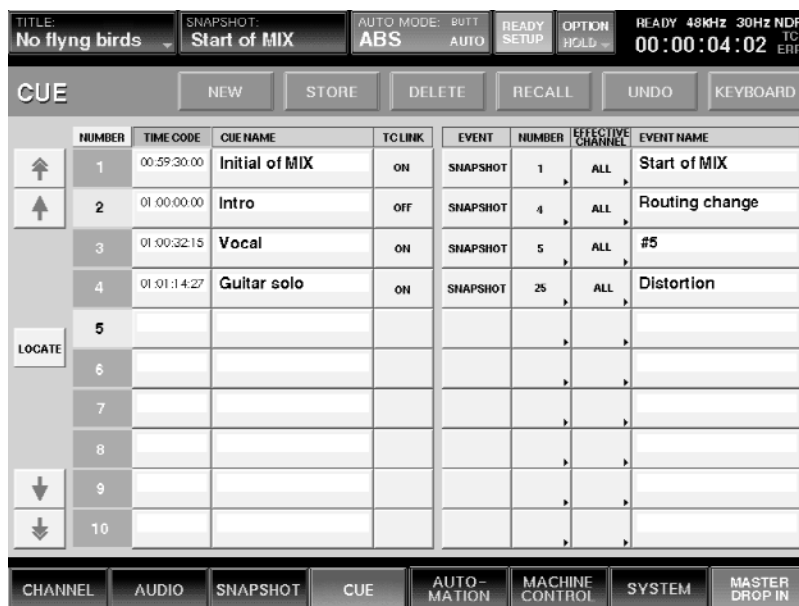 TITLE: SNAPSHOT: AUTO MODE: BUTT READY OPTION READY 48kHz 30Hz NDF
No flyng birds Start of MIX ABS AUTO SETUP HOLD 00:00:04:02 TC ERR
CUE NEW STORE DELETE RECALL UNDO KEYBOARD
NUMBER TIME CODE CUE NAME TC LINK EVENT NUMBER EFFECTIVE CHANNEL EVENT NAME
1 00:59:30:00 Initial of MIX ON SNAPSHOT 1 ALL Start of MIX
2 01:00:00:00 Intro OFF SNAPSHOT 4 ALL Routing change
3 01:00:32:15 Vocal ON SNAPSHOT 5 ALL #5
4 01:01:14:27 Guitar solo ON SNAPSHOT 25 ALL Distortion
5
LOCATE
6
7
8
9
10
CHANNEL AUDIO SNAPSHOT CUE AUTO-MATION MACHINE CONTROL SYSTEM MASTER DROP IN